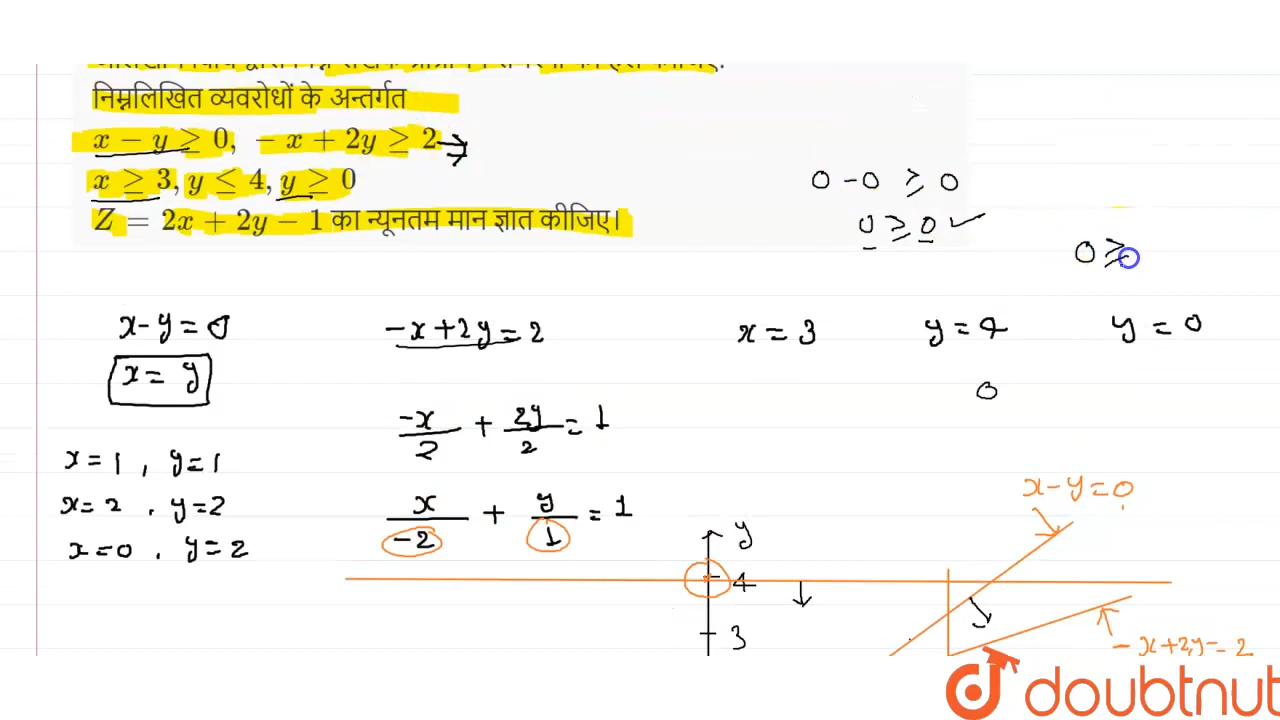 निम्नलिखित व्यवरोधों के अन्तर्गत
x − y ≥ 0, −x + 2y ≥ 2
x ≥ 3, y ≤ 4, y ≥ 0
Z = 2x + 2y − 1 का न्यूनतम मान ज्ञात कीजिए।
0 - 0 ≥ 0
0 ≥ 0 ✓
0 ≥ 0
x - y = 0
-x + 2y = 2
x = 3
y = 4
y = 0
x = y
0
-x/2 + 2y/2 = 1
x = 1, y = 1
x = 2, y = 2
x = 0, y = 2
x/-2 + y/1 = 1
x - y = 0
y
4
3
-x + 2y = 2
doubtnut